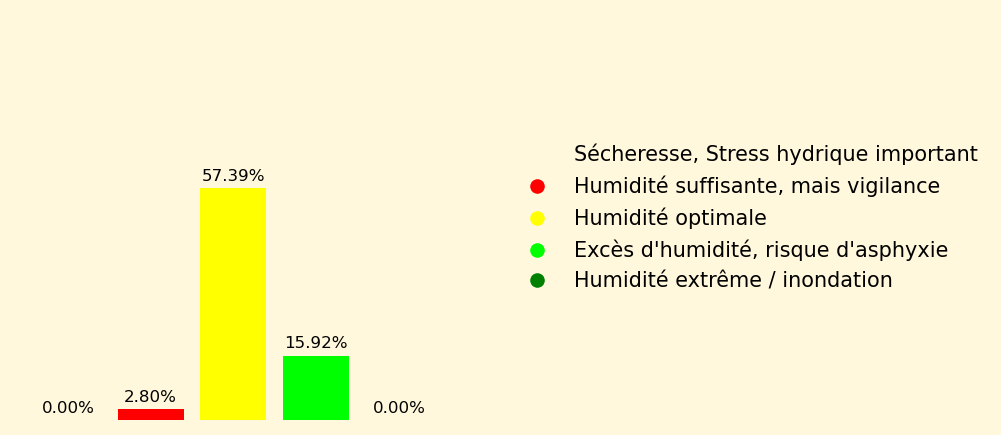 57.39%
15.92%
2.80%
0.00%
0.00%
Sécheresse, Stress hydrique important
Humidité suffisante, mais vigilance
Humidité optimale
Excès d'humidité, risque d'asphyxie
Humidité extrême / inondation